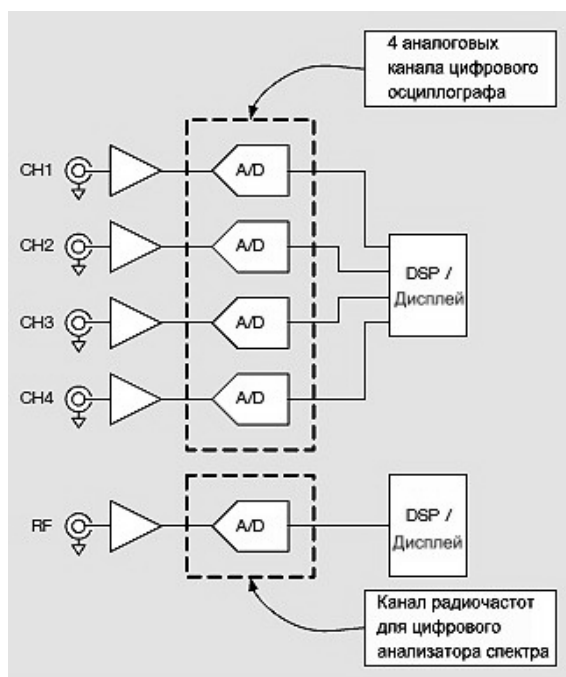 4 аналоговых
канала цифрового
осциллографа
CH1
A/D
CH2
A/D
DSP /
Дисплей
CH3
A/D
CH4
A/D
RF
A/D
DSP /
Дисплей
Канал радиочастот
для цифрового
анализатора спектра